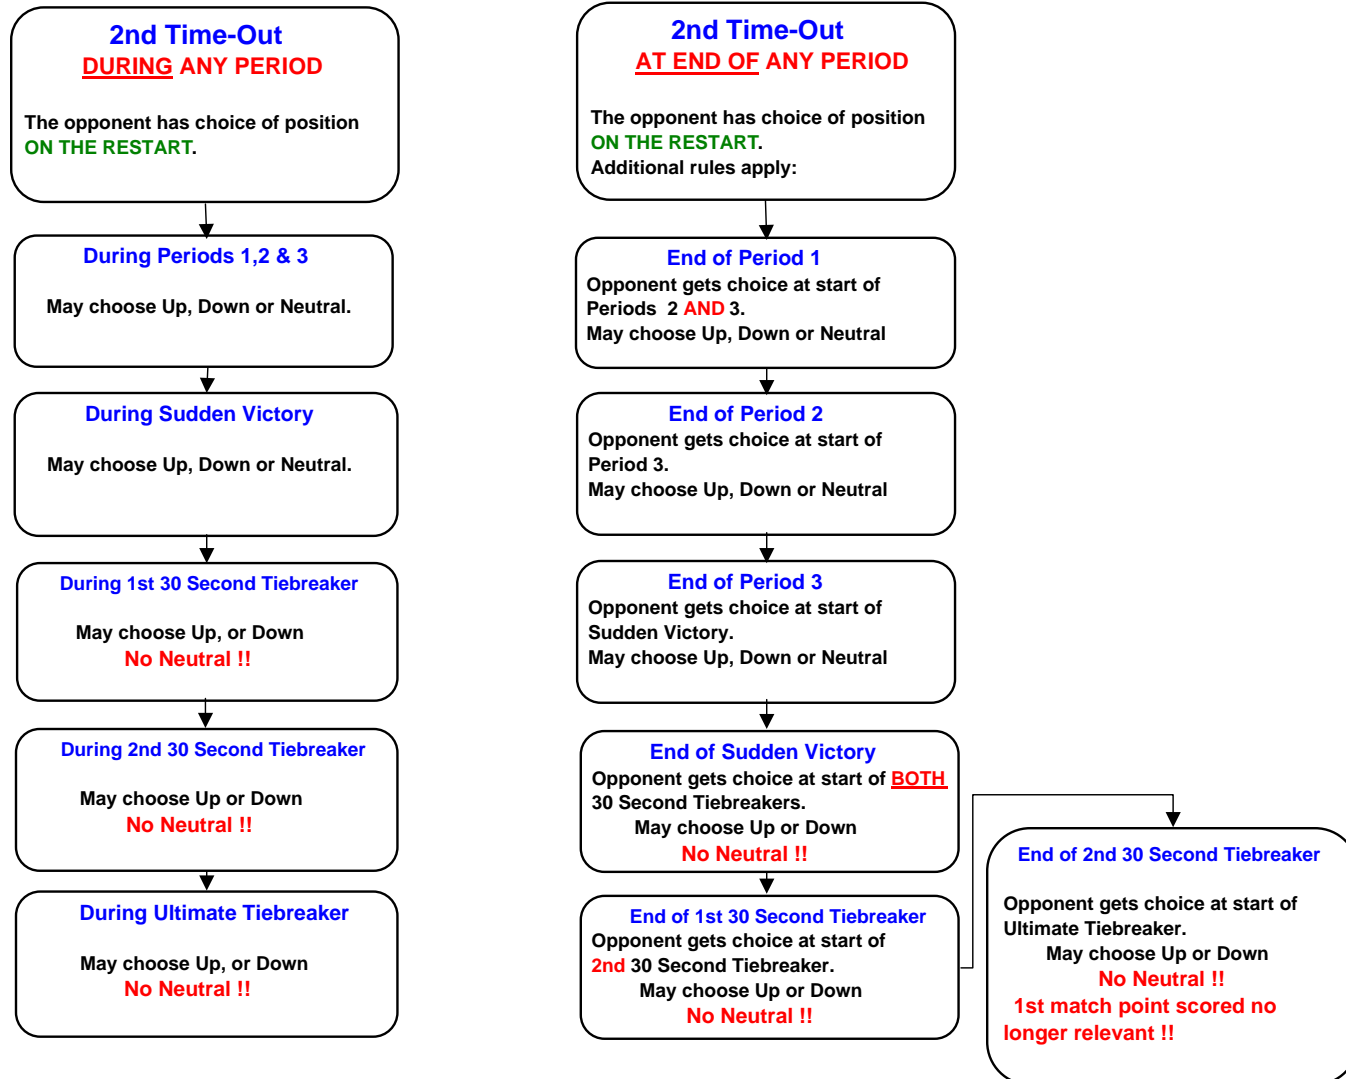 2nd Time-Out
DURING ANY PERIOD
The opponent has choice of position
ON THE RESTART.
During Periods 1,2 & 3
May choose Up, Down or Neutral.
During Sudden Victory
May choose Up, Down or Neutral.
During 1st 30 Second Tiebreaker
May choose Up, or Down
No Neutral !!
During 2nd 30 Second Tiebreaker
May choose Up or Down
No Neutral !!
During Ultimate Tiebreaker
May choose Up, or Down
No Neutral !!
2nd Time-Out
AT END OF ANY PERIOD
The opponent has choice of position
ON THE RESTART.
Additional rules apply:
End of Period 1
Opponent gets choice at start of
Periods 2 AND 3.
May choose Up, Down or Neutral
End of Period 2
Opponent gets choice at start of
Period 3.
May choose Up, Down or Neutral
End of Period 3
Opponent gets choice at start of
Sudden Victory.
May choose Up, Down or Neutral
End of Sudden Victory
Opponent gets choice at start of BOTH
30 Second Tiebreakers.
May choose Up or Down
No Neutral !!
End of 1st 30 Second Tiebreaker
Opponent gets choice at start of
2nd 30 Second Tiebreaker.
May choose Up or Down
No Neutral !!
End of 2nd 30 Second Tiebreaker
Opponent gets choice at start of
Ultimate Tiebreaker.
May choose Up or Down
No Neutral !!
1st match point scored no
longer relevant !!